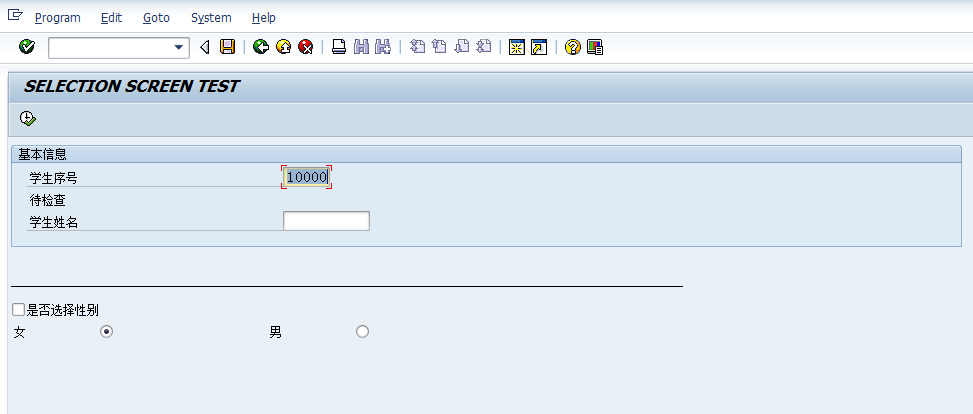 Program Edit Goto System Help
SELECTION SCREEN TEST
基本信息
学生序号 10000
待检查
学生姓名
是否选择性别
女 男